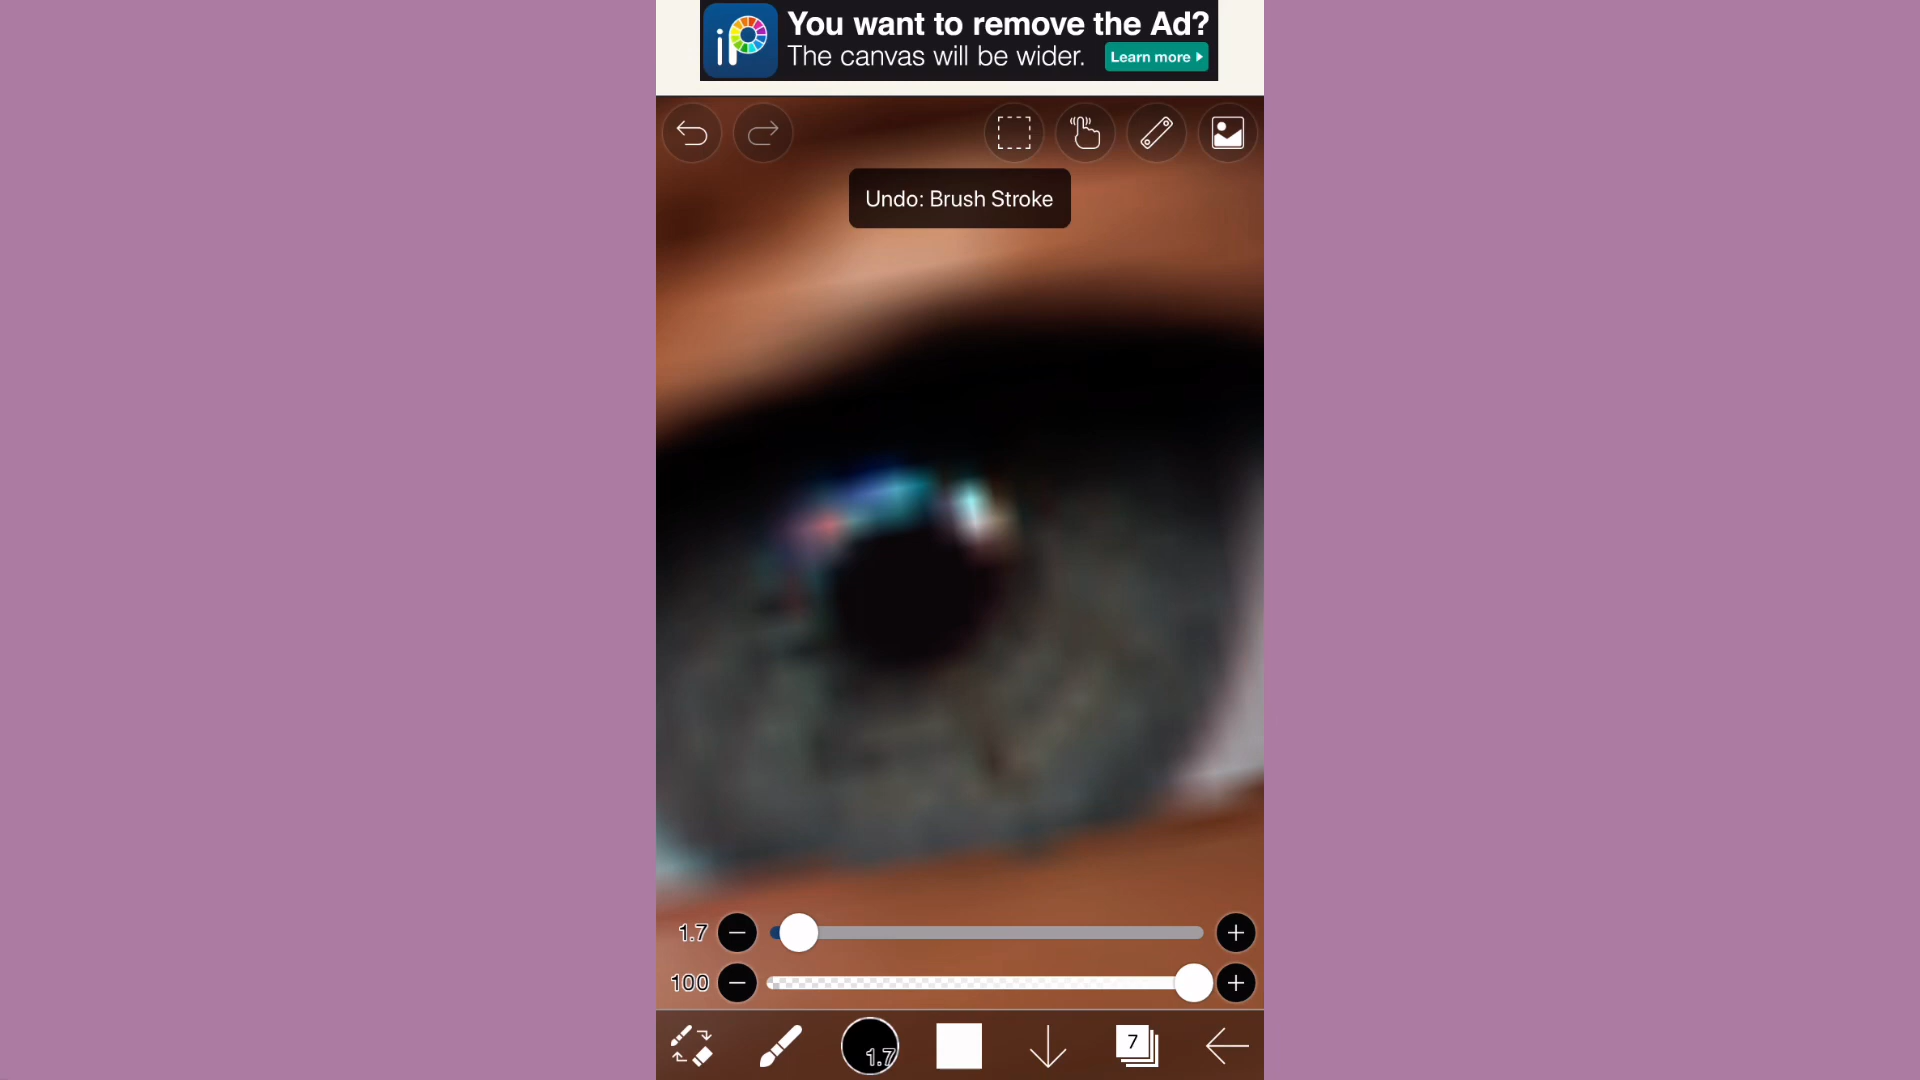 iP
You want to remove the Ad?
The canvas will be wider.
Learn more
Undo: Brush Stroke
1.7
100
1.7
7